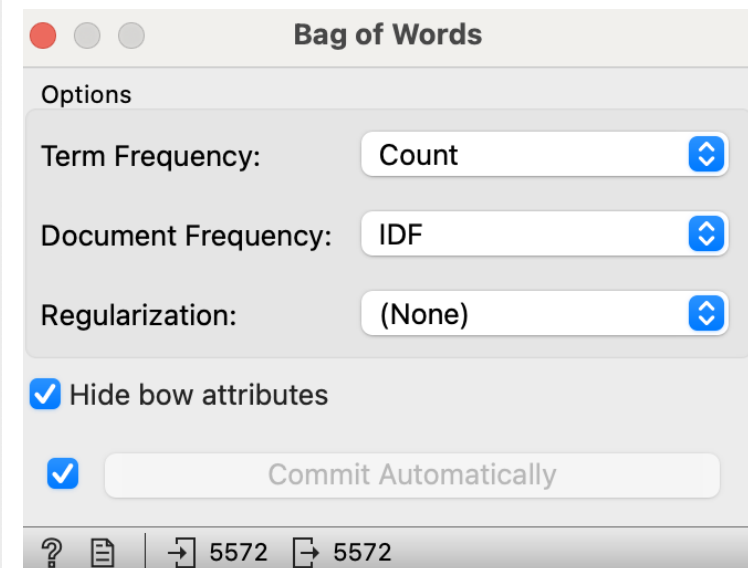 Bag of Words
Options
Term Frequency: Count
Document Frequency: IDF
Regularization: (None)
Hide bow attributes
Commit Automatically
? 5572 5572